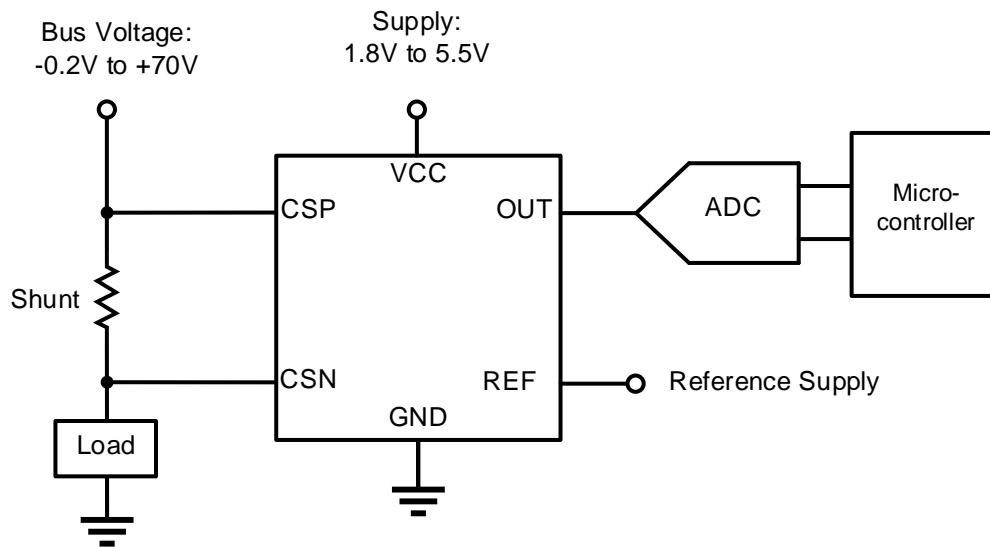 Bus Voltage:
-0.2V to +70V
Supply:
1.8V to 5.5V
VCC
CSP
OUT
ADC
Micro-
controller
Shunt
CSN
REF
Reference Supply
GND
Load